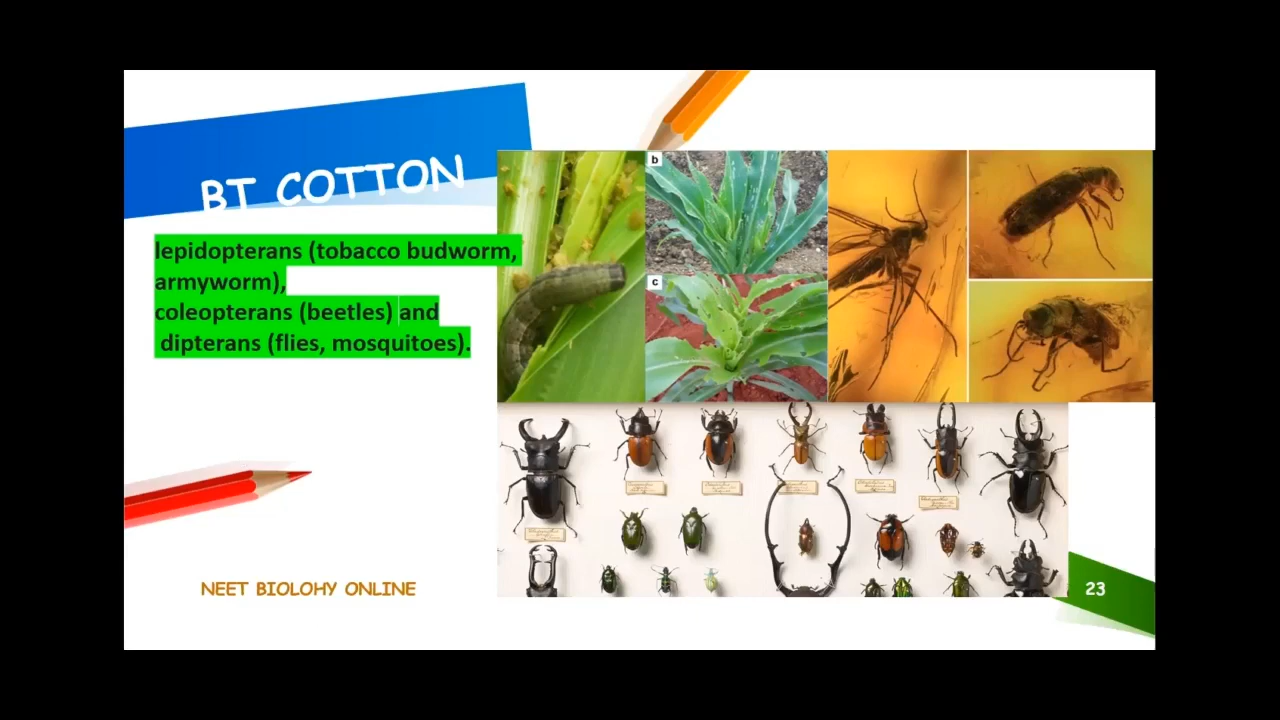 BT COTTON
lepidopterans (tobacco budworm,
armyworm),
coleopterans (beetles) and
dipterans (flies, mosquitoes).
b
c
NEET BIOLOHY ONLINE
23